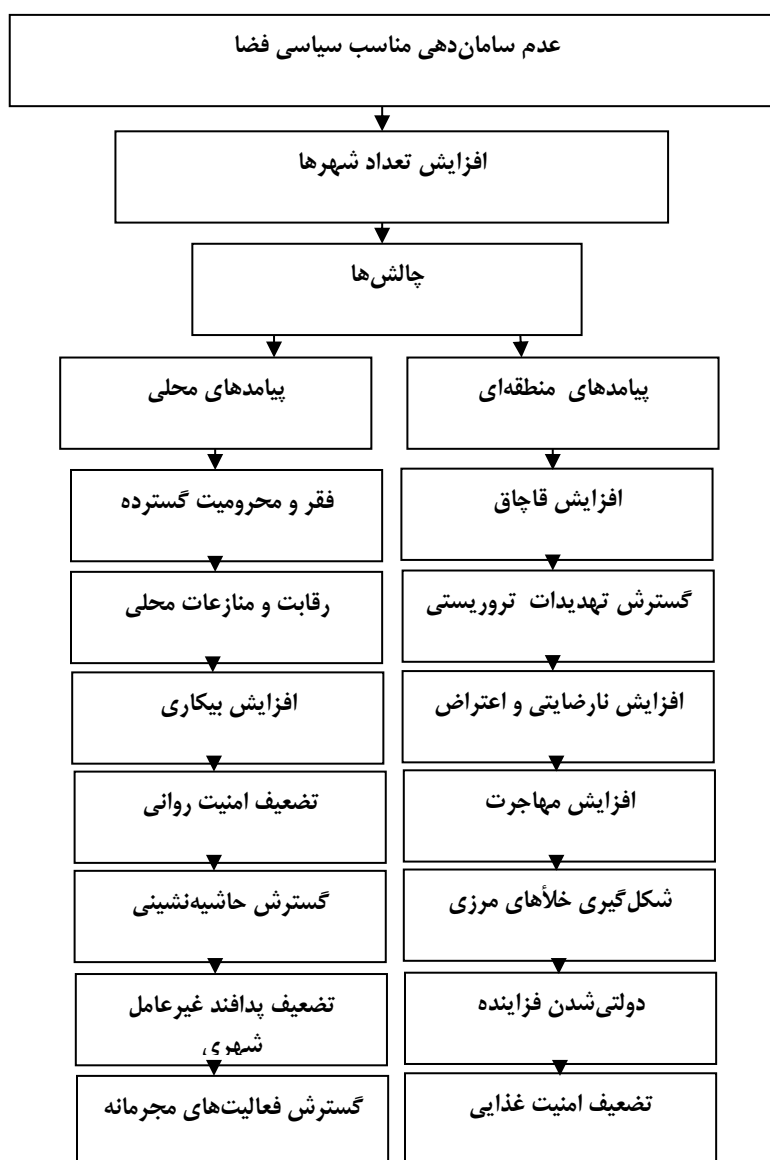 عدم سامان‌دهی مناسب سیاسی فضا
افزایش تعداد شهرها
چالش‌ها
پیامدهای منطقه‌ای
پیامدهای محلی
افزایش قاچاق
فقر و محرومیت گسترده
گسترش تهدیدات تروریستی
رقابت و منازعات محلی
افزایش نارضایتی و اعتراض
افزایش بیکاری
افزایش مهاجرت
تضعیف امنیت روانی
شکل‌گیری خلأهای مرزی
گسترش حاشیه‌نشینی
دولتی‌شدن فزاینده
تضعیف پدافند غیرعامل
شهری
تضعیف امنیت غذایی
گسترش فعالیت‌های مجرمانه